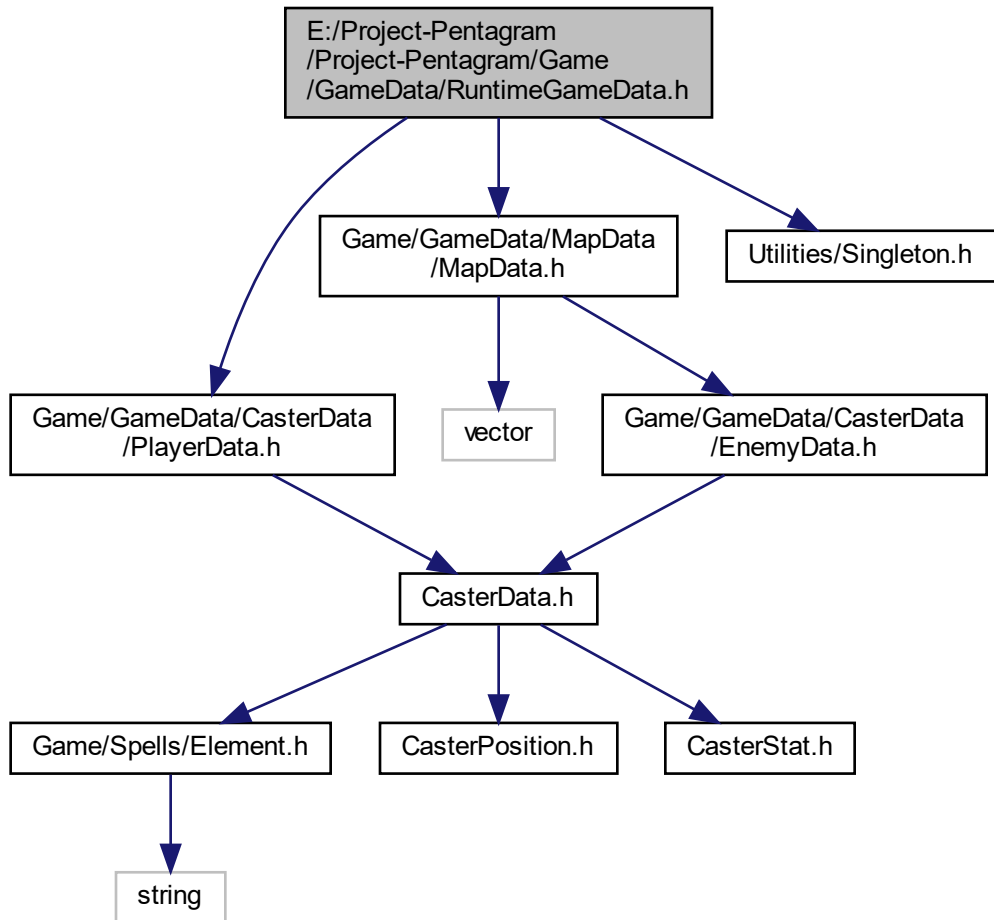 E:/Project-Pentagram
/Project-Pentagram/Game
/GameData/RuntimeGameData.h
Game/GameData/MapData
/MapData.h
Utilities/Singleton.h
Game/GameData/CasterData
/PlayerData.h
vector
Game/GameData/CasterData
/EnemyData.h
CasterData.h
Game/Spells/Element.h
CasterPosition.h
CasterStat.h
string